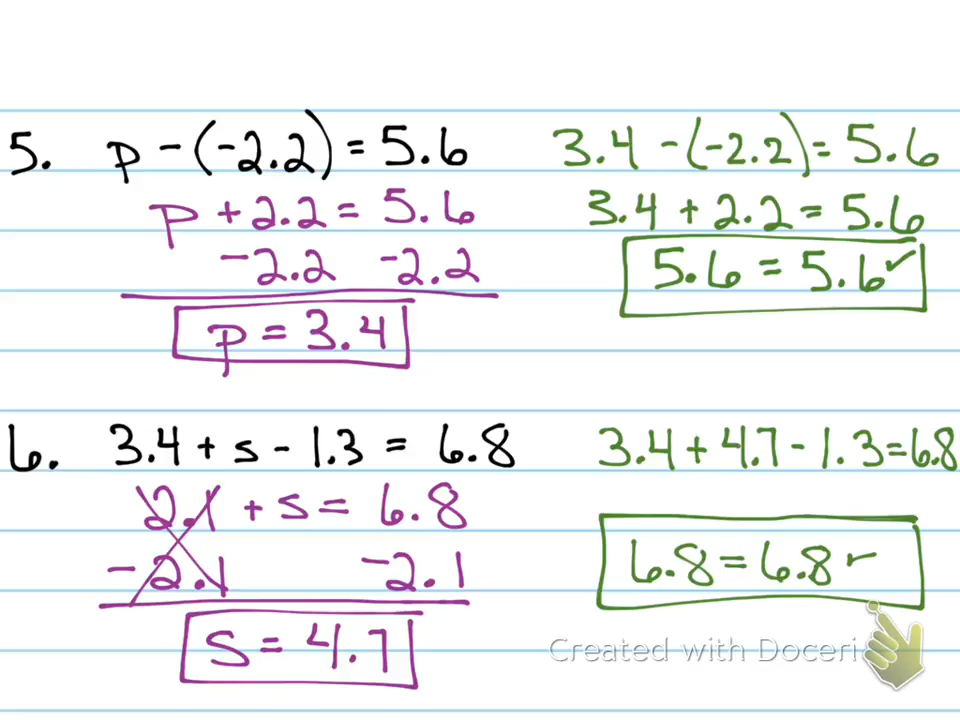 5. p - (-2.2) = 5.6
p + 2.2 = 5.6
-2.2 -2.2
p = 3.4
3.4 - (-2.2) = 5.6
3.4 + 2.2 = 5.6
5.6 = 5.6 ✓
6. 3.4 + s - 1.3 = 6.8
2.1 + s = 6.8
-2.1 -2.1
s = 4.7
3.4 + 4.7 - 1.3 = 6.8
6.8 = 6.8 ✓
Created with Doceri